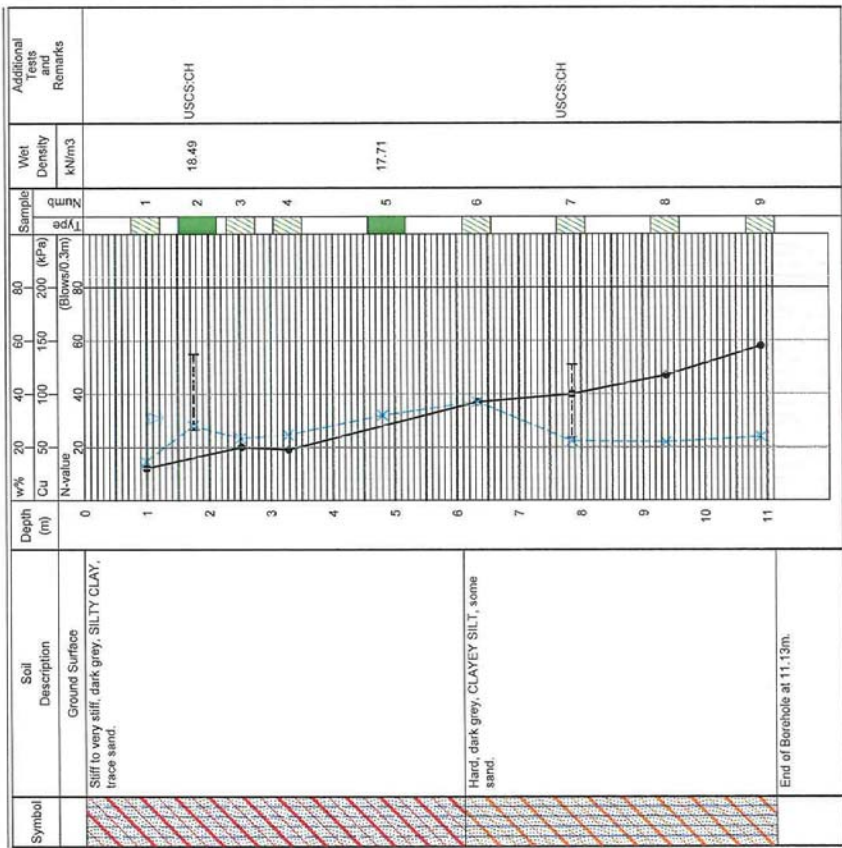 Symbol
Soil
Description
Depth
(m)
w%
20
40
60
80
Cu
50
100
150
200
(kPa)
N-value
20
40
60
80
(Blows/0.3m)
Sample
Type
Numb
Wet
Density
kN/m3
Additional
Tests
and
Remarks
Ground Surface
Stiff to very stiff, dark grey, SILTY CLAY,
trace sand.
Hard, dark grey, CLAYEY SILT, some
sand.
End of Borehole at 11.13m.
0
1
2
3
4
5
6
7
8
9
10
11
1
2
3
4
5
6
7
8
9
18.49
17.71
USCS:CH
USCS:CH